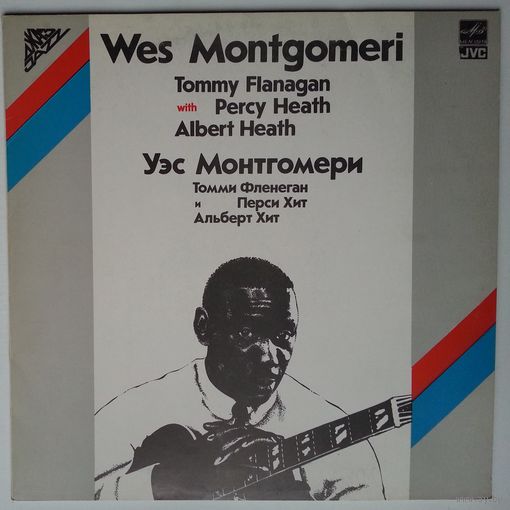 Wes Montgomeri
Tommy Flanagan
with Percy Heath
Albert Heath
Уэс Монтгомери
Томми Фленеган
и Перси Хит
Альберт Хит
JVC